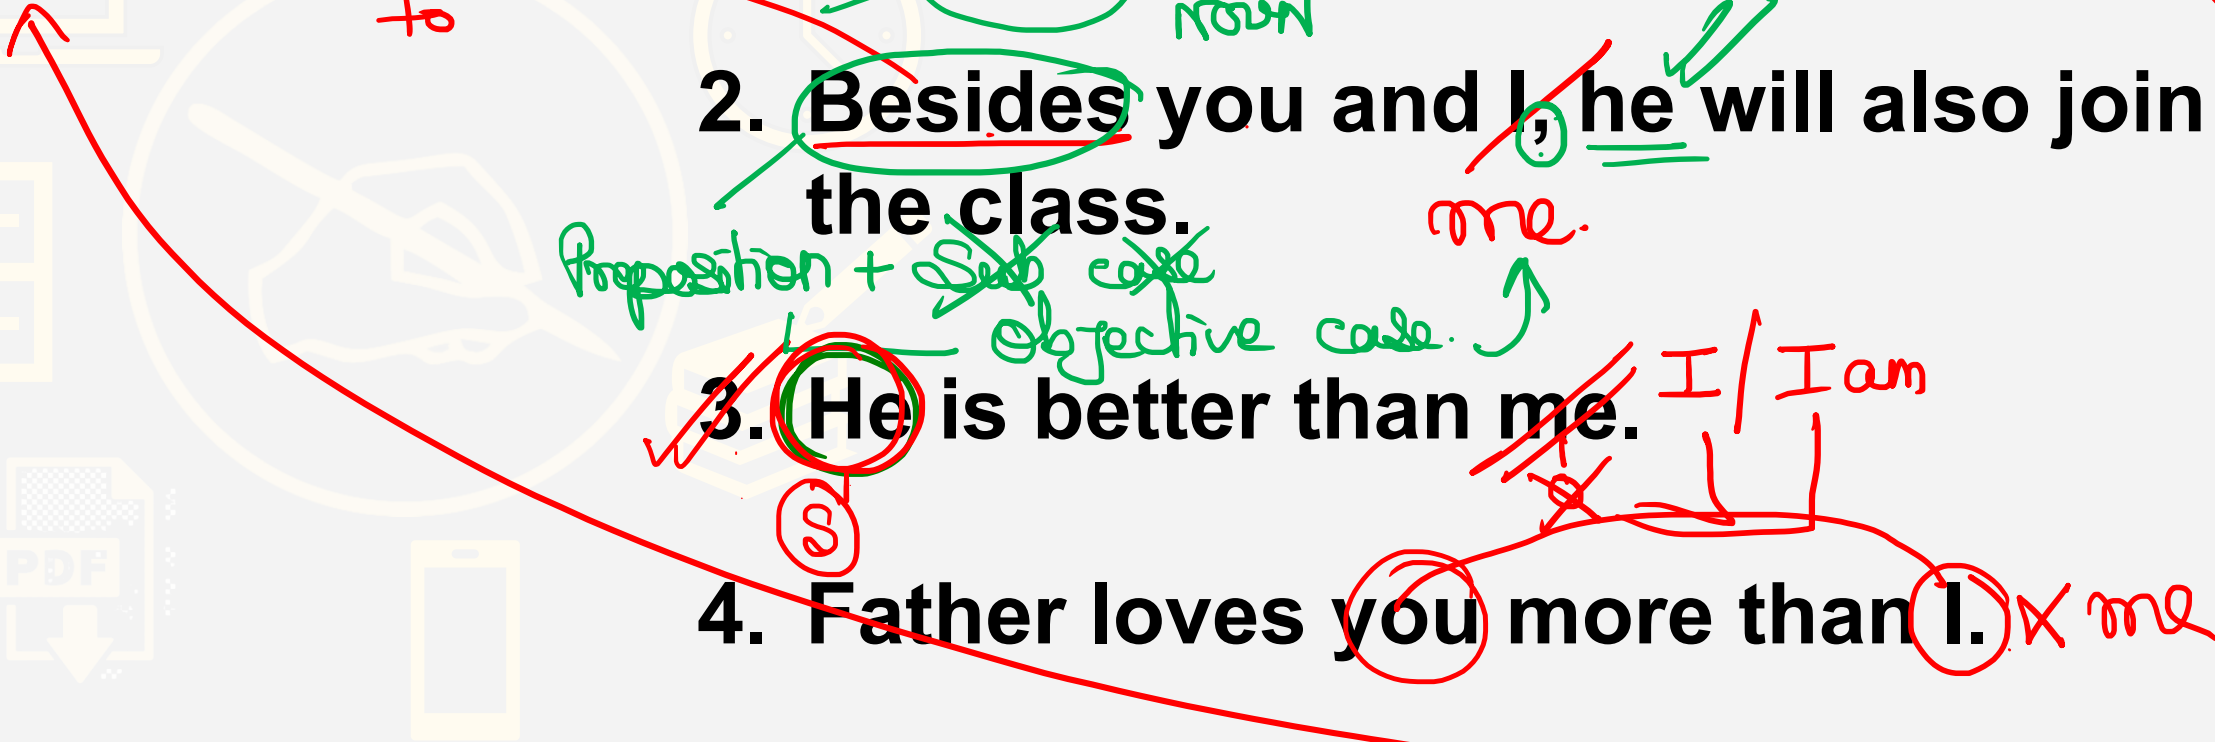 to
noun
2. Besides you and I, he will also join
the class.
me.
Preposition + Sub case
objective case.
I / I am
3. He is better than me.
S
O
4. Father loves you more than I. me
PDF